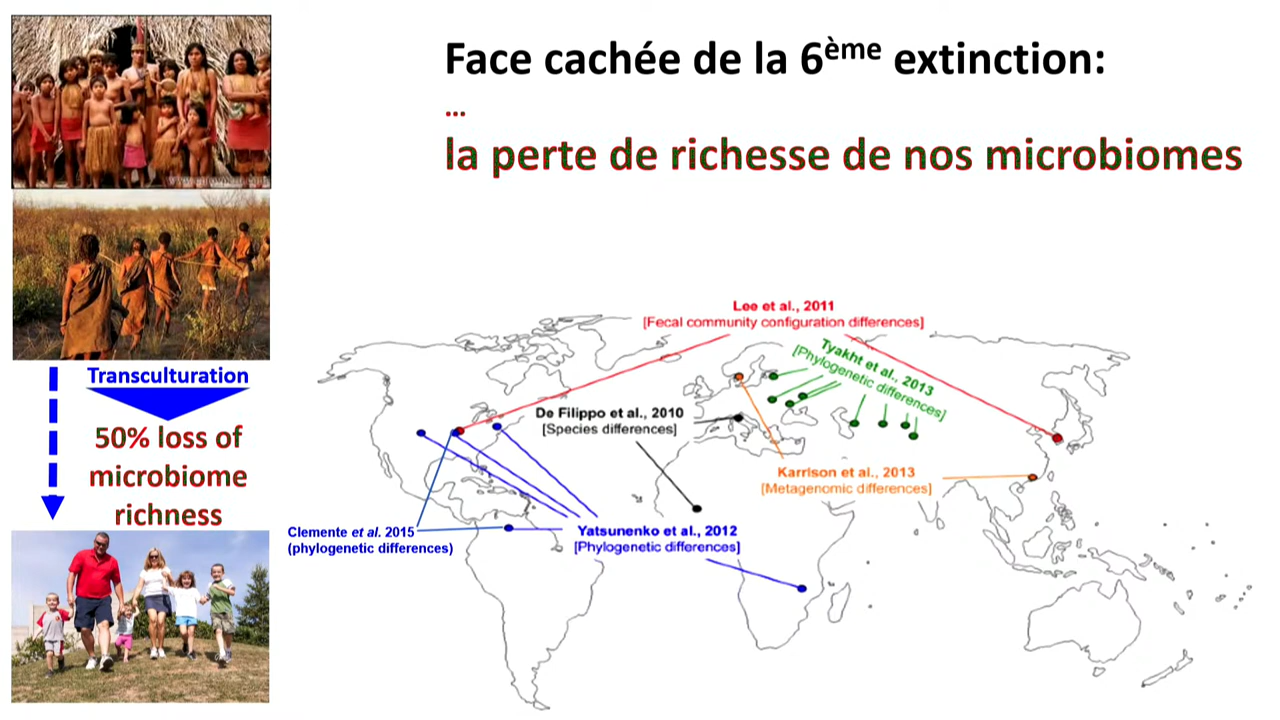 Face cachée de la 6ème extinction:
...
la perte de richesse de nos microbiomes
Transculturation
50% loss of
microbiome
richness
Lee et al., 2011
[Fecal community configuration differences]
Tyakht et al., 2013
[Phylogenetic differences]
De Filippo et al., 2010
[Species differences]
Karrison et al., 2013
[Metagenomic differences]
Clemente et al. 2015
(phylogenetic differences)
Yatsunenko et al., 2012
[Phylogenetic differences]